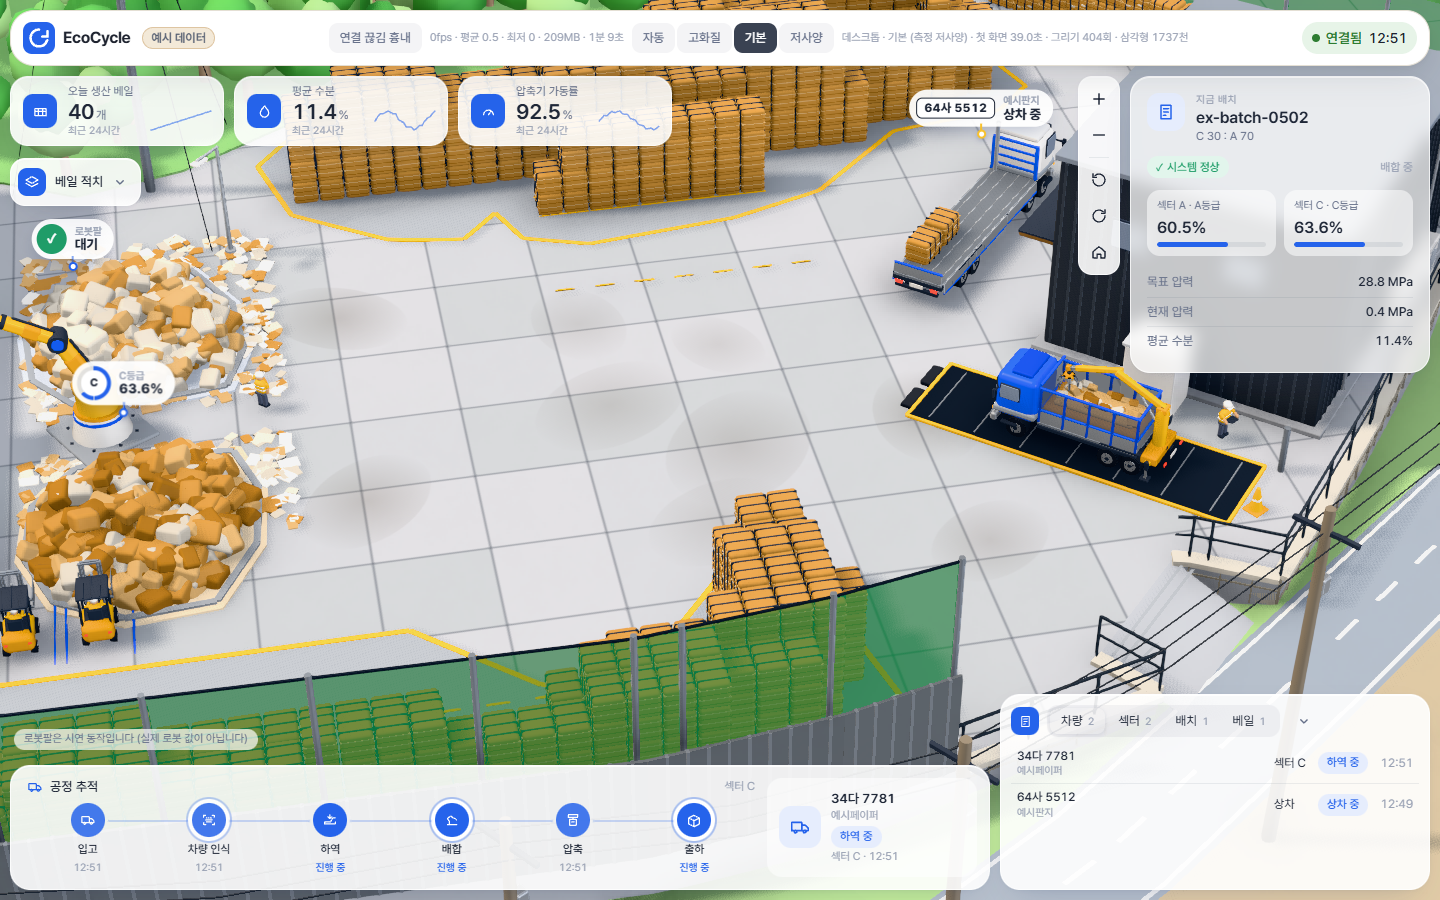 EcoCycle
예시 데이터
연결 끊김 흉내
0fps · 평균 0.5 · 최저 0 · 209MB · 1분 9초
자동
고화질
기본
저사양
데스크톱 · 기본 (측정 저사양) · 첫 화면 39.0초 · 그리기 404회 · 삼각형 1737천
연결됨 12:51
오늘 생산 베일
40개
최근 24시간
평균 수분
11.4%
최근 24시간
압축기 가동률
92.5%
최근 24시간
베일 적치
로봇팔
대기
C
C등급
63.6%
64사 5512
예시판지
상차 중
지금 배치
ex-batch-0502
C 30 : A 70
✓ 시스템 정상
배합 중
섹터 A · A등급
60.5%
섹터 C · C등급
63.6%
목표 압력
28.8 MPa
현재 압력
0.4 MPa
평균 수분
11.4%
로봇팔은 시연 동작입니다 (실제 로봇 값이 아닙니다)
공정 추적
섹터 C
입고
12:51
차량 인식
12:51
하역
진행 중
배합
진행 중
압축
12:51
출하
진행 중
34다 7781
예시페이퍼
하역 중
섹터 C · 12:51
차량 2
섹터 2
배치 1
베일 1
34다 7781
예시페이퍼
섹터 C
하역 중
12:51
64사 5512
예시판지
상차
상차 중
12:49